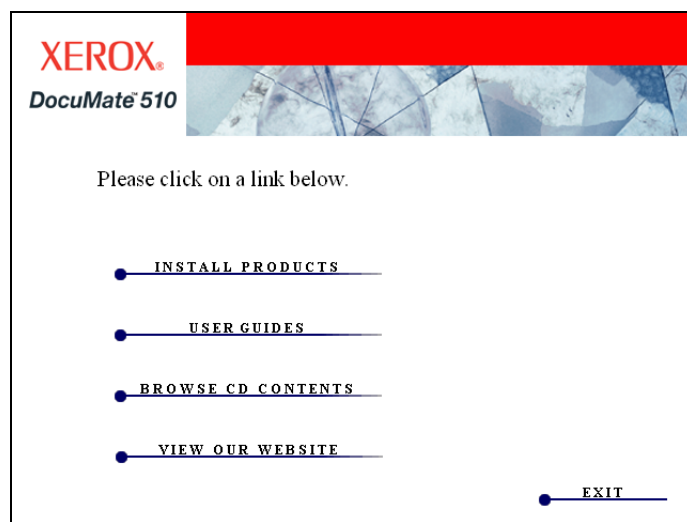 XEROX®
DocuMate™ 510
Please click on a link below.
INSTALL PRODUCTS
USER GUIDES
BROWSE CD CONTENTS
VIEW OUR WEBSITE
EXIT